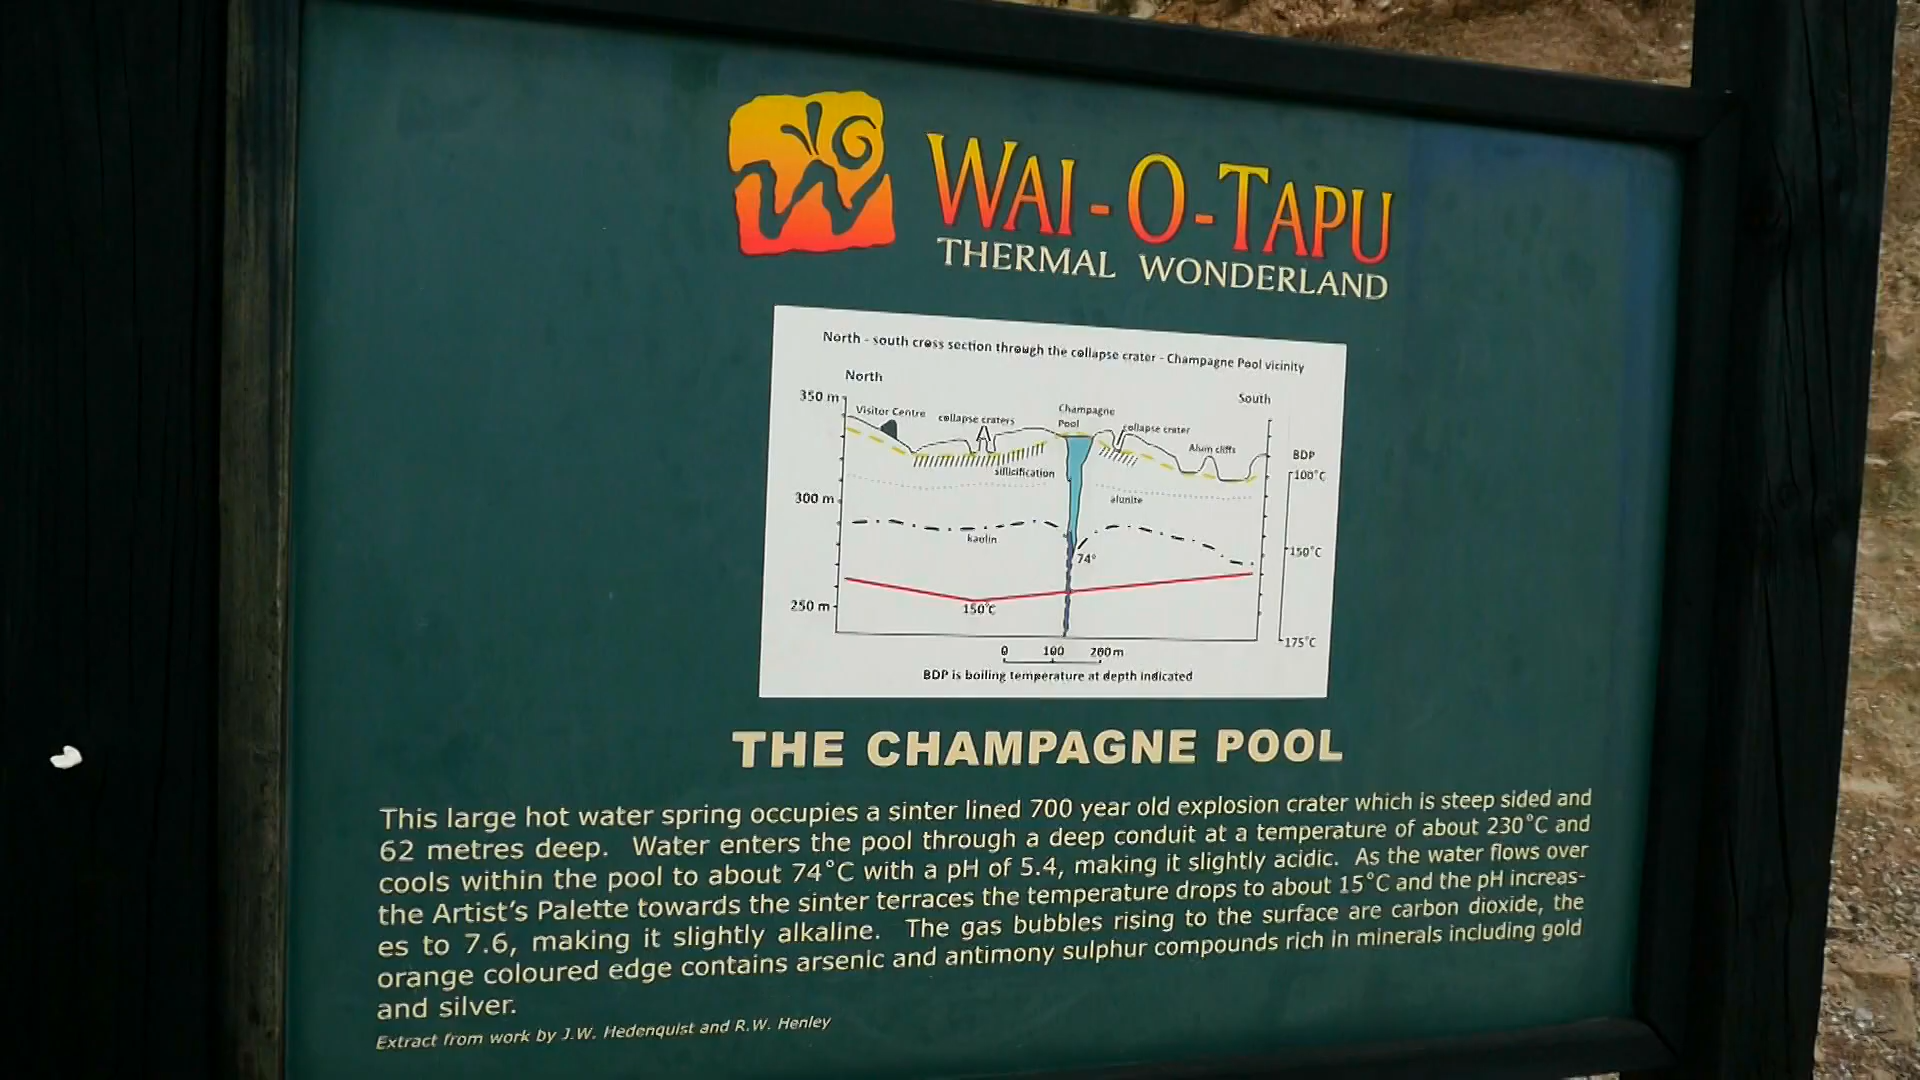 WAI-O-TAPU
THERMAL WONDERLAND
North - south cross section through the collapse crater - Champagne Pool vicinity
North
South
350 m
Visitor Centre
collapse craters
Champagne
Pool
collapse crater
Alum cliffs
BDP
100°C
sillicification
300 m
alunite
kaolin
74°
150°C
150°C
250 m
175°C
0 100 200m
BDP is boiling temperature at depth indicated
THE CHAMPAGNE POOL
This large hot water spring occupies a sinter lined 700 year old explosion crater which is steep sided and
62 metres deep. Water enters the pool through a deep conduit at a temperature of about 230°C and
cools within the pool to about 74°C with a pH of 5.4, making it slightly acidic. As the water flows over
the Artist's Palette towards the sinter terraces the temperature drops to about 15°C and the pH increas-
es to 7.6, making it slightly alkaline. The gas bubbles rising to the surface are carbon dioxide, the
orange coloured edge contains arsenic and antimony sulphur compounds rich in minerals including gold
and silver.
Extract from work by J.W. Hedenquist and R.W. Henley